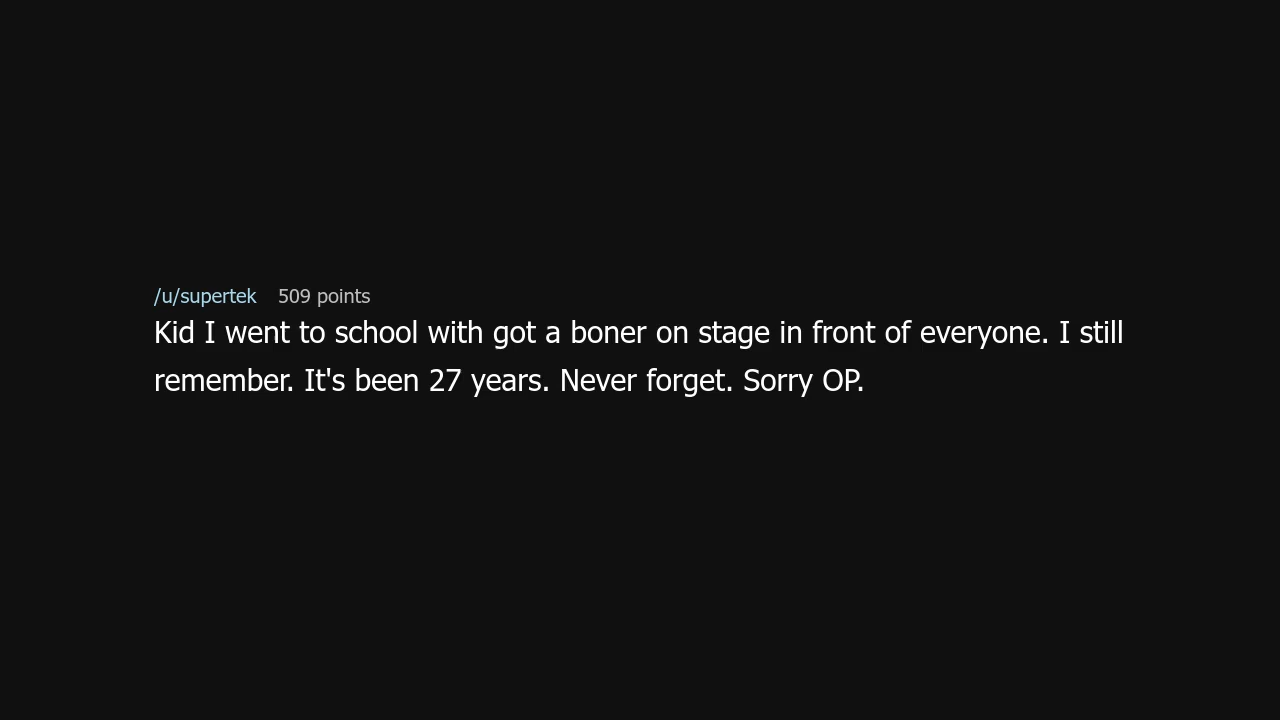 /u/supertek 509 points
Kid I went to school with got a boner on stage in front of everyone. I still
remember. It's been 27 years. Never forget. Sorry OP.